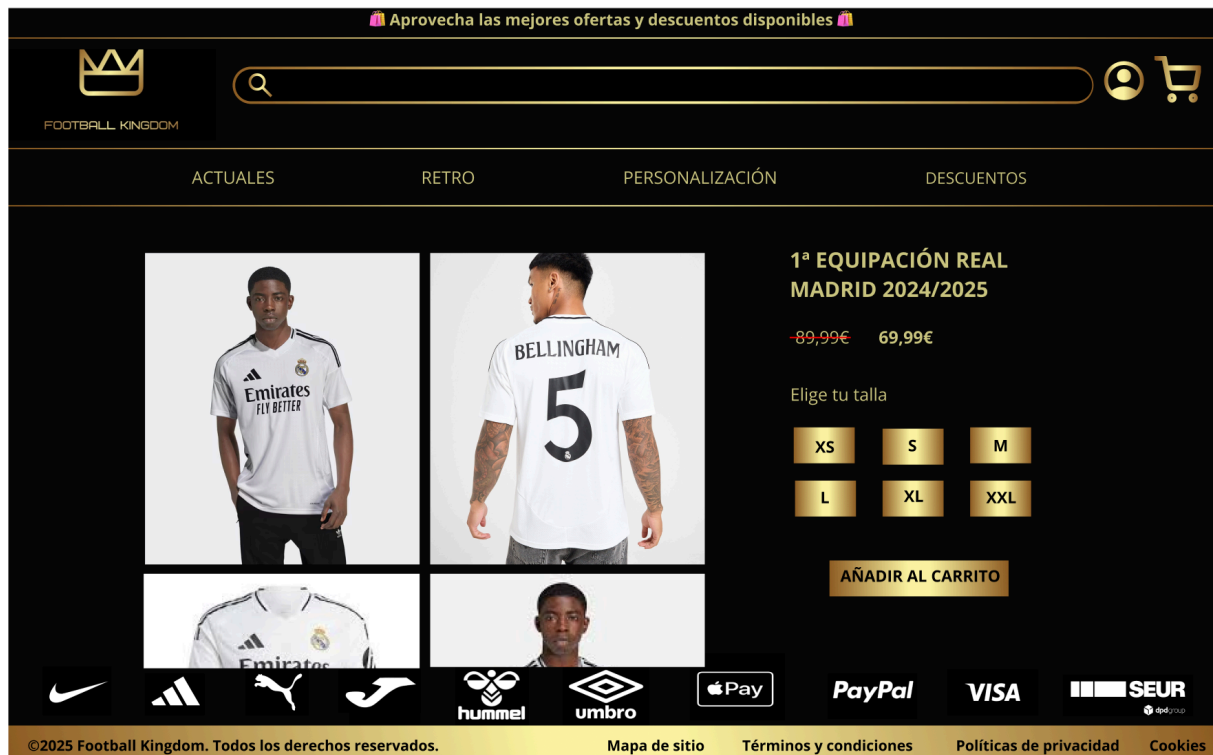 🛍️ Aprovecha las mejores ofertas y descuentos disponibles 🛍️
FOOTBALL KINGDOM
ACTUALES RETRO PERSONALIZACIÓN DESCUENTOS
1ª EQUIPACIÓN REAL
MADRID 2024/2025
89,99€ 69,99€
Elige tu talla
XS S M
L XL XXL
AÑADIR AL CARRITO
Emirates
FLY BETTER
BELLINGHAM
5
Emirates
hummel
umbro
Pay
PayPal
VISA
SEUR
dpdgroup
©2025 Football Kingdom. Todos los derechos reservados. Mapa de sitio Términos y condiciones Políticas de privacidad Cookies